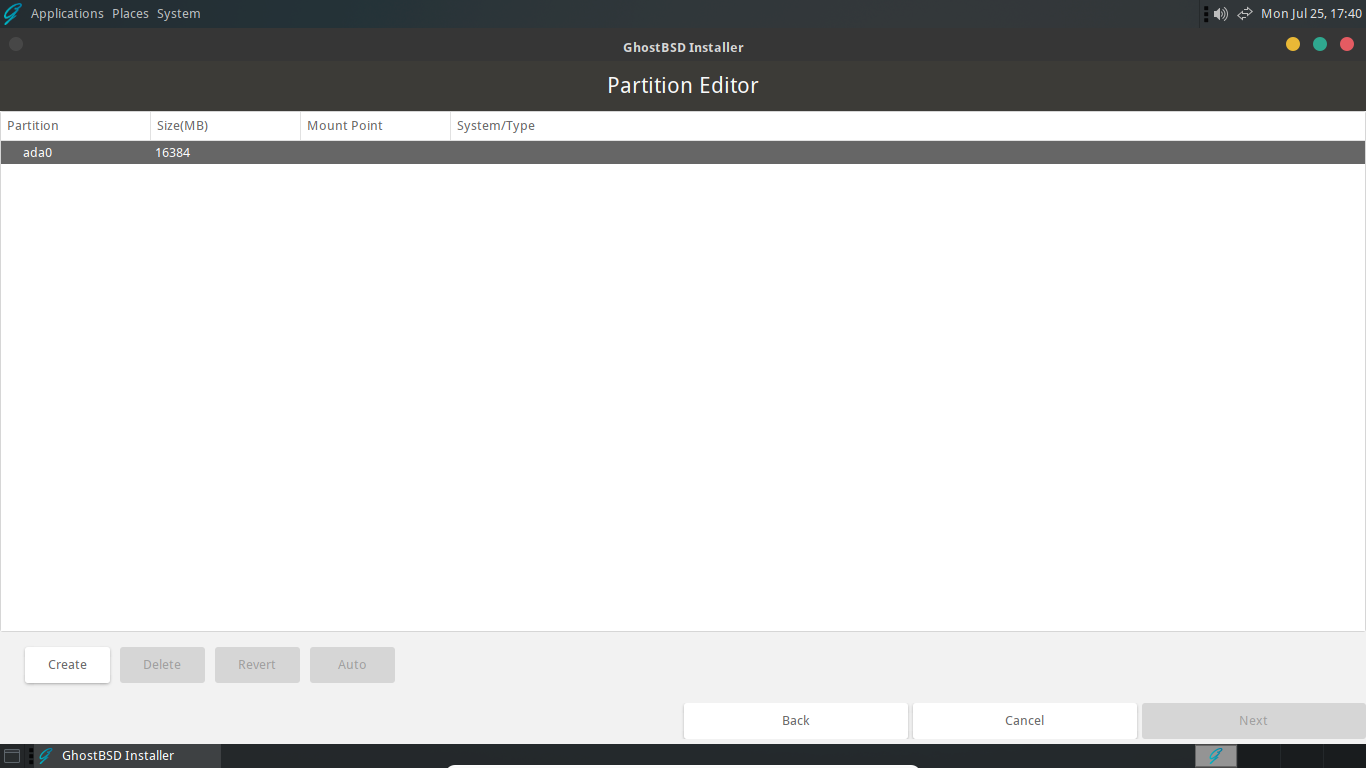 Applications Places System Mon Jul 25, 17:40
GhostBSD Installer
Partition Editor
Partition Size(MB) Mount Point System/Type
ada0 16384
Create Delete Revert Auto
Back Cancel Next
GhostBSD Installer